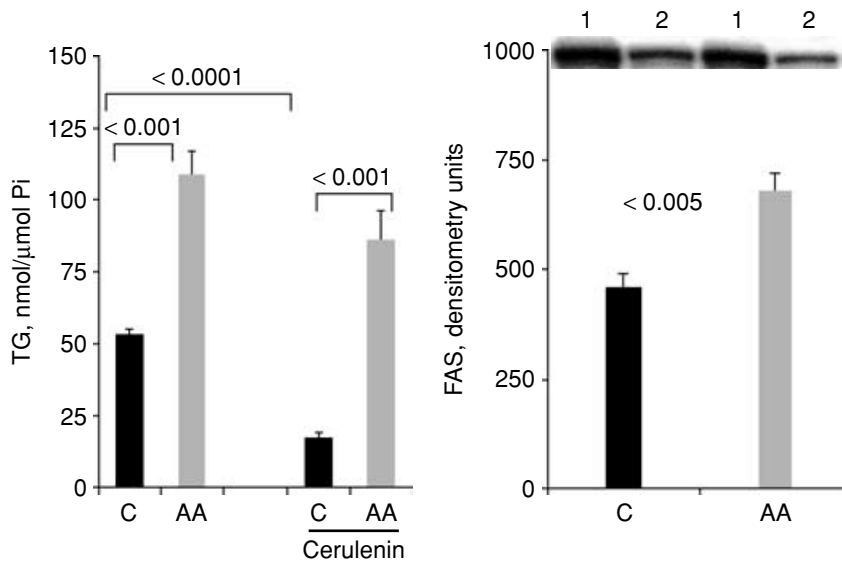 TG, nmol/μmol Pi
150
125
100
75
50
25
0
< 0.0001
< 0.001
< 0.001
C AA C AA
Cerulenin
FAS, densitometry units
1 2 1 2
1000
750
500
250
0
< 0.005
C AA